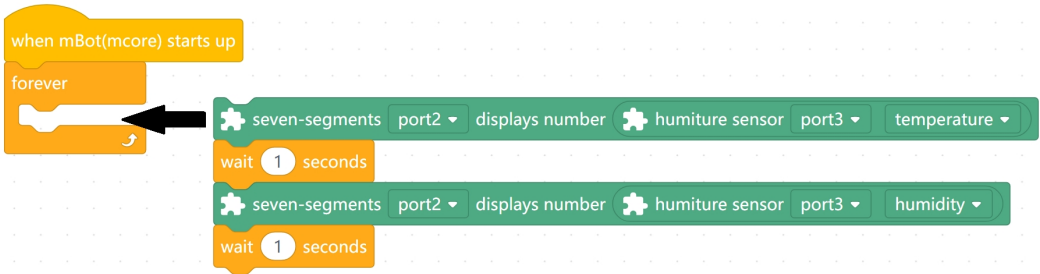 when mBot(mcore) starts up
forever
seven-segments port2 displays number humiture sensor port3 temperature
wait 1 seconds
seven-segments port2 displays number humiture sensor port3 humidity
wait 1 seconds